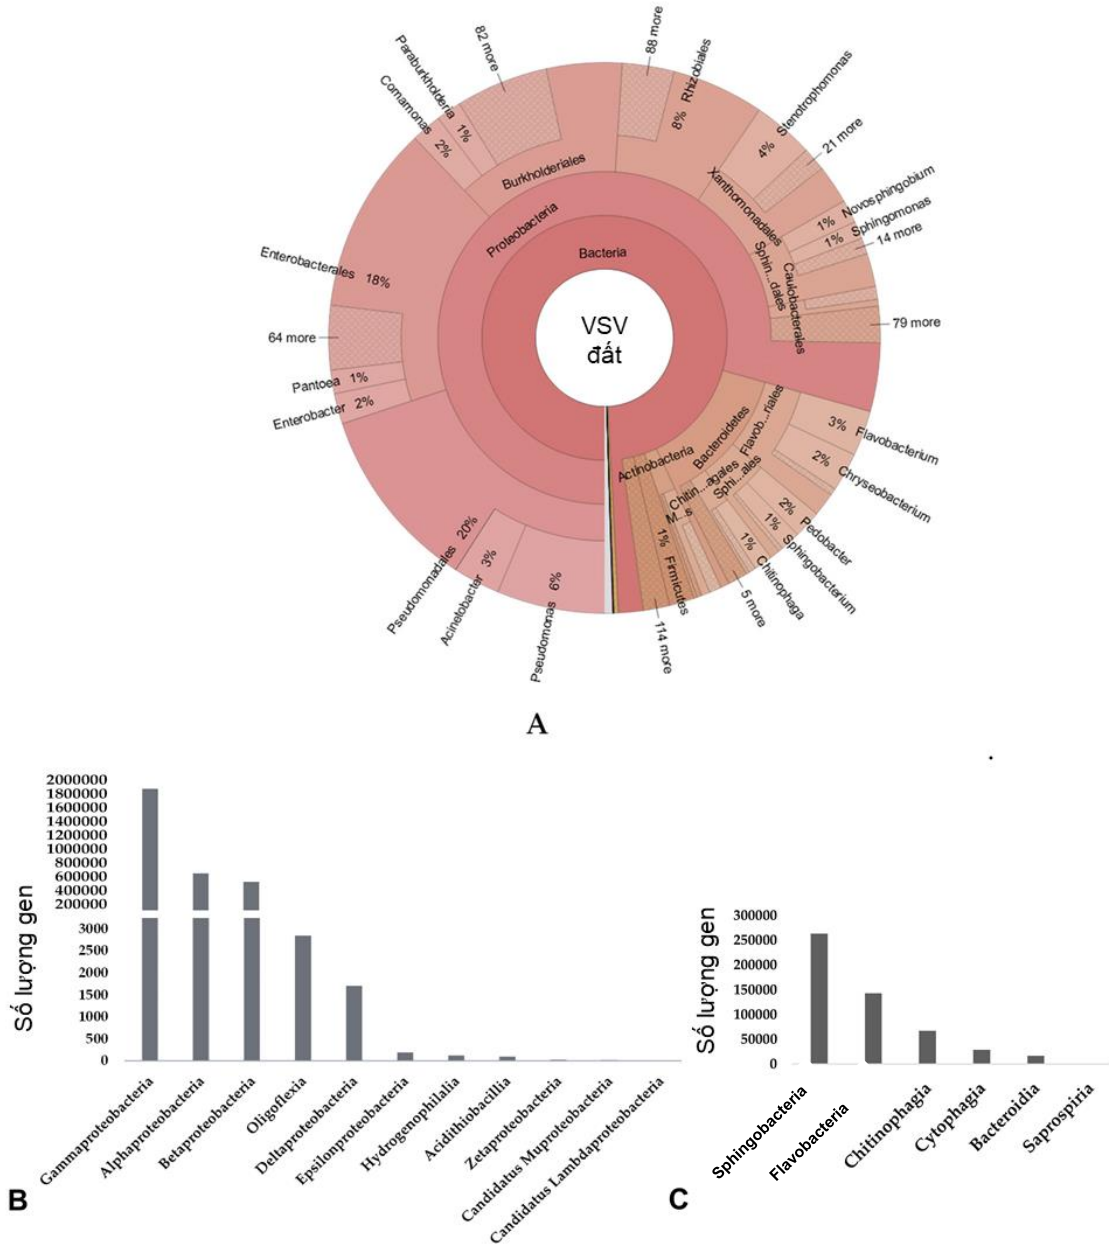 82 more
88 more
Paraburkholderia 1%
Comamonas 2%
Rhizobiales 8%
Stenotrophomonas 4%
21 more
Burkholderiales
Xanthomonadales
Novosphingobium 1%
Sphingomonas 1%
14 more
Proteobacteria
Sphin...dales
Caulobacterales
Bacteria
Enterobacterales 18%
VSV
đất
64 more
79 more
Pantoea 1%
Enterobacter 2%
Actinobacteria
Bacteroidetes
Flavob...riales
3% Flavobacterium
2% Chryseobacterium
Chitin...agales
Sphi...ales
M...s
2% Pedobacter
1% Sphingobacterium
1% Chitinophaga
5 more
1% Firmicutes
114 more
Pseudomonadales 20%
Acinetobacter 3%
Pseudomonas 6%
A
Số lượng gen
2000000
1800000
1600000
1400000
1200000
1000000
800000
600000
400000
200000
3000
2500
2000
1500
1000
500
0
Gammaproteobacteria
Alphaproteobacteria
Betaproteobacteria
Oligoflexia
Deltaproteobacteria
Epsilonproteobacteria
Hydrogenophilalia
Acidithiobacillia
Zetaproteobacteria
Candidatus Muproteobacteria
Candidatus Lambdaproteobacteria
B
Số lượng gen
300000
250000
200000
150000
100000
50000
0
Sphingobacteria
Flavobacteria
Chitinophagia
Cytophagia
Bacteroidia
Saprospiria
C